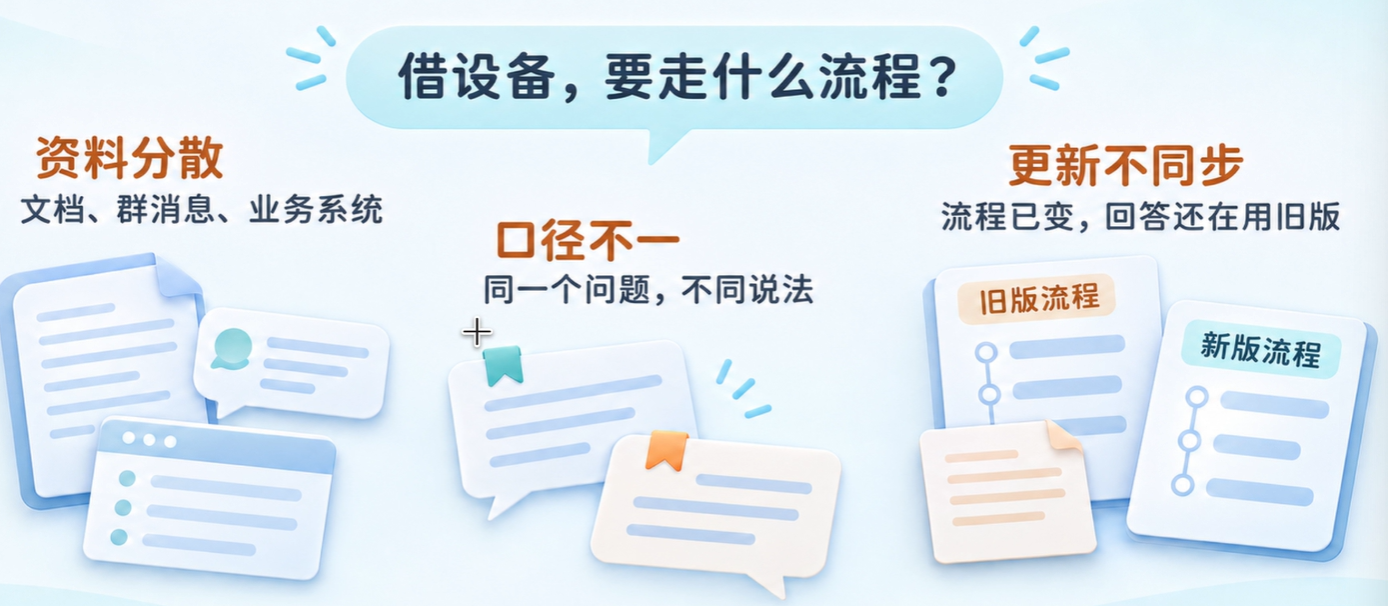 借设备，要走什么流程？
资料分散
文档、群消息、业务系统
口径不一
同一个问题，不同说法
更新不同步
流程已变，回答还在用旧版
旧版流程
新版流程